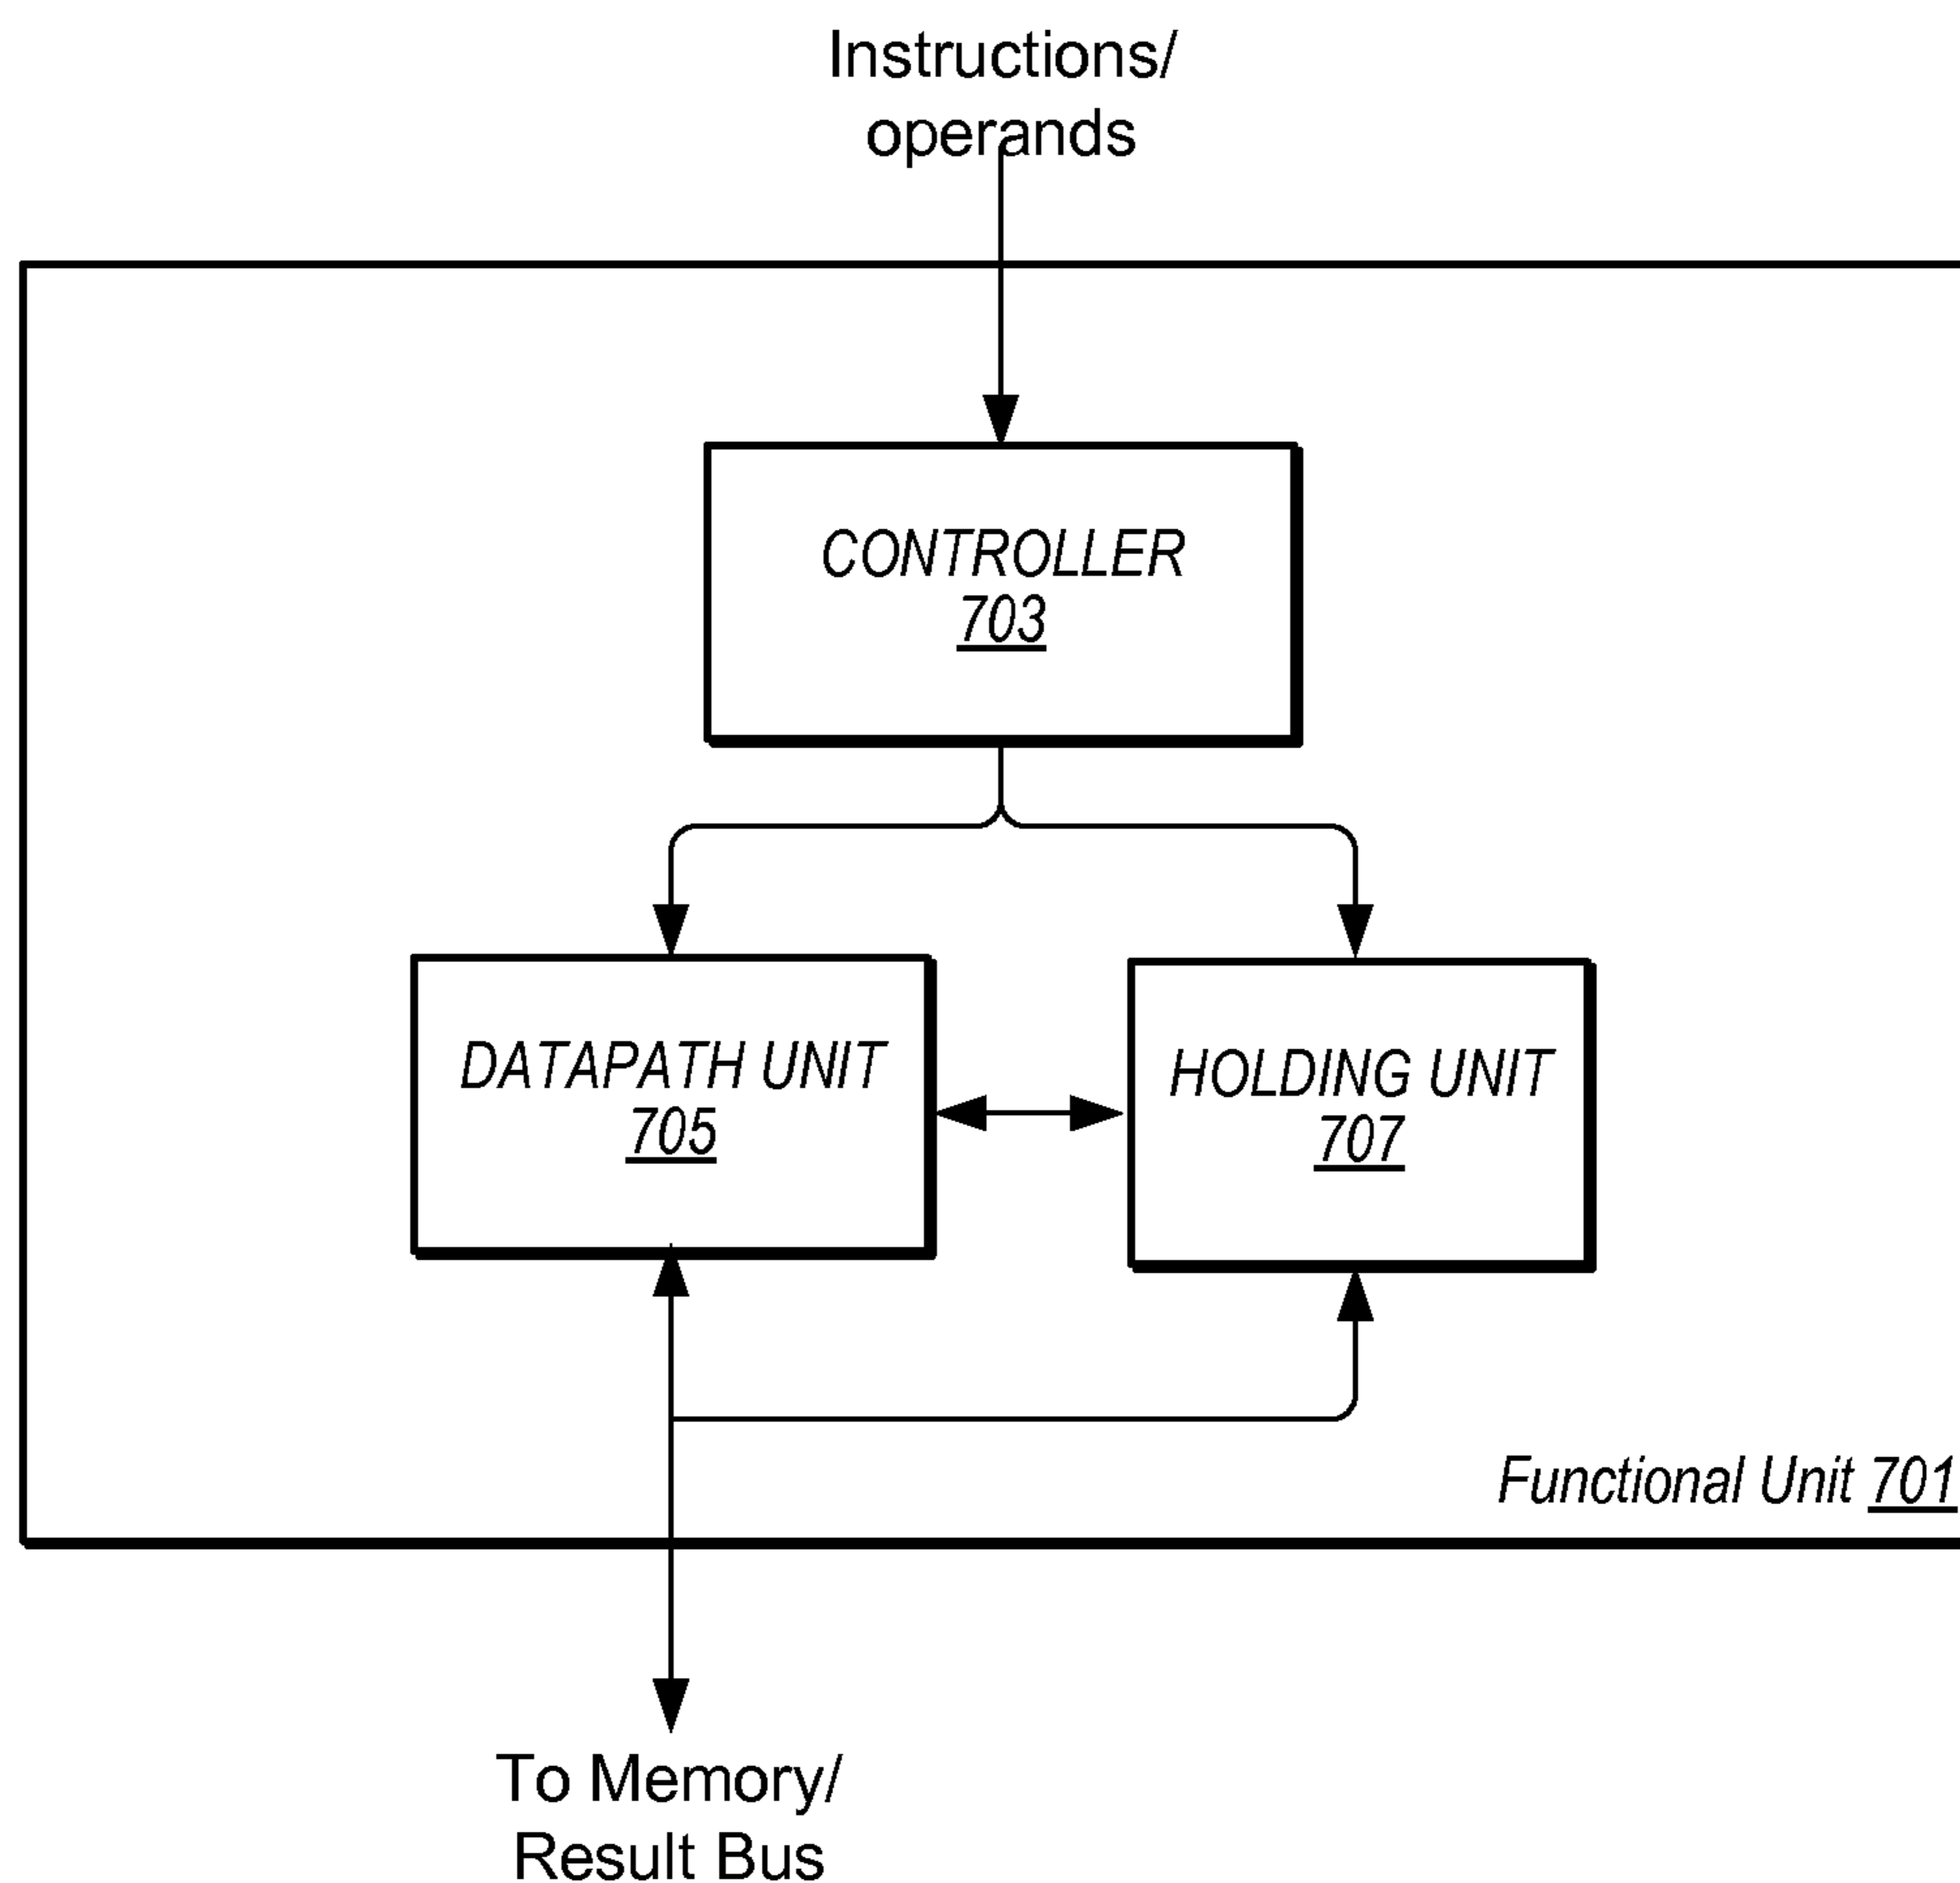 Instructions/
operands
CONTROLLER
703
DATAPATH UNIT
705
HOLDING UNIT
707
Functional Unit 701
To Memory/
Result Bus